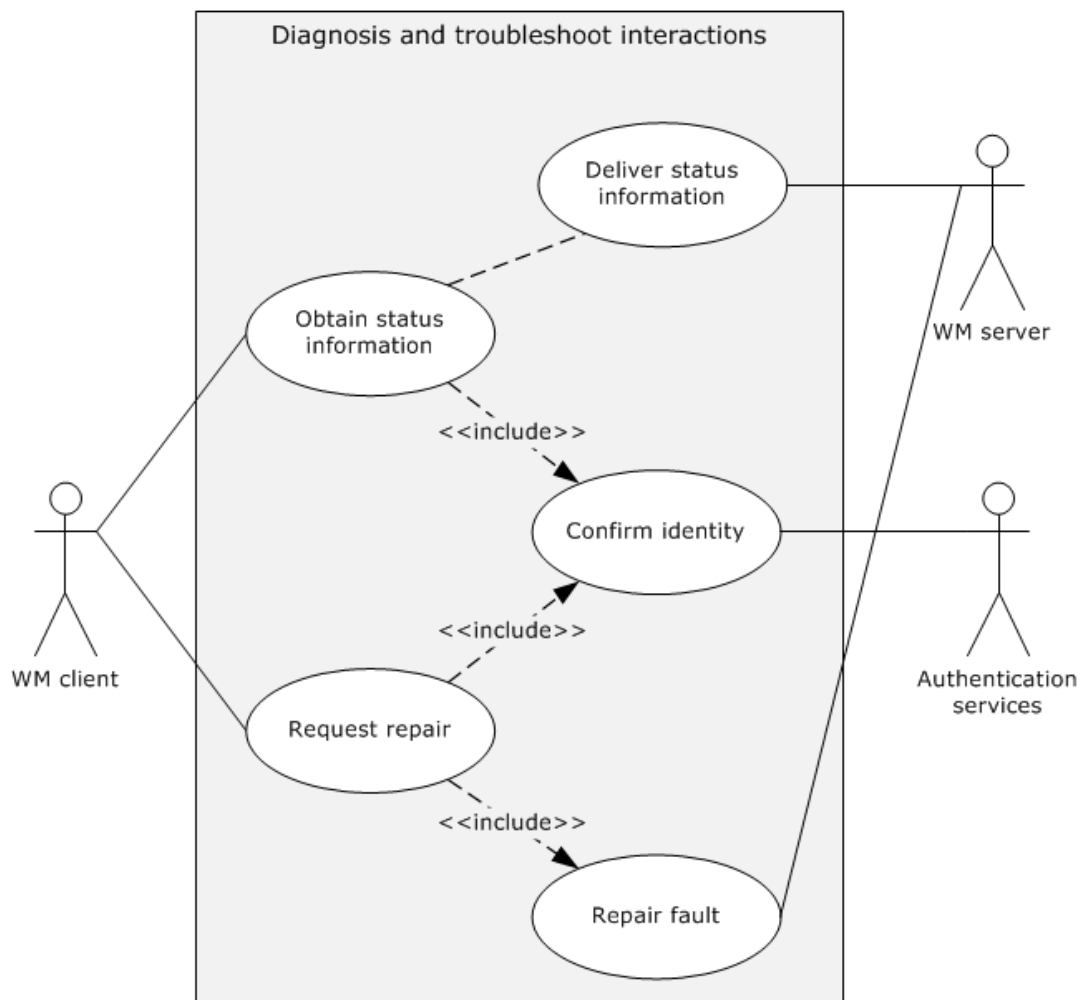 Diagnosis and troubleshoot interactions
Deliver status
information
WM server
Obtain status
information
<<include>>
Confirm identity
WM client
Authentication
services
<<include>>
Request repair
<<include>>
Repair fault